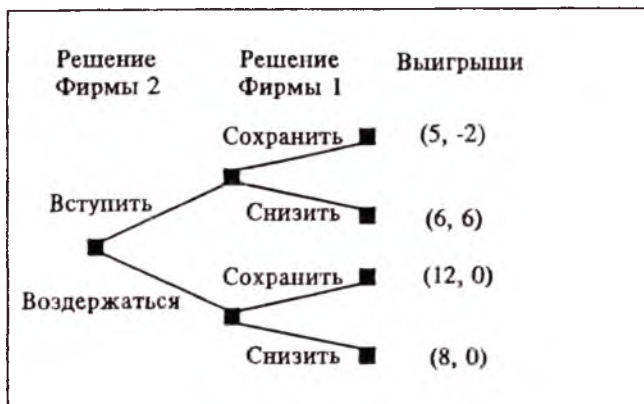 Решение Фирмы 2
Решение Фирмы 1
Выигрыши
Сохранить (5, -2)
Вступить
Снизить (6, 6)
Сохранить (12, 0)
Воздержаться
Снизить (8, 0)